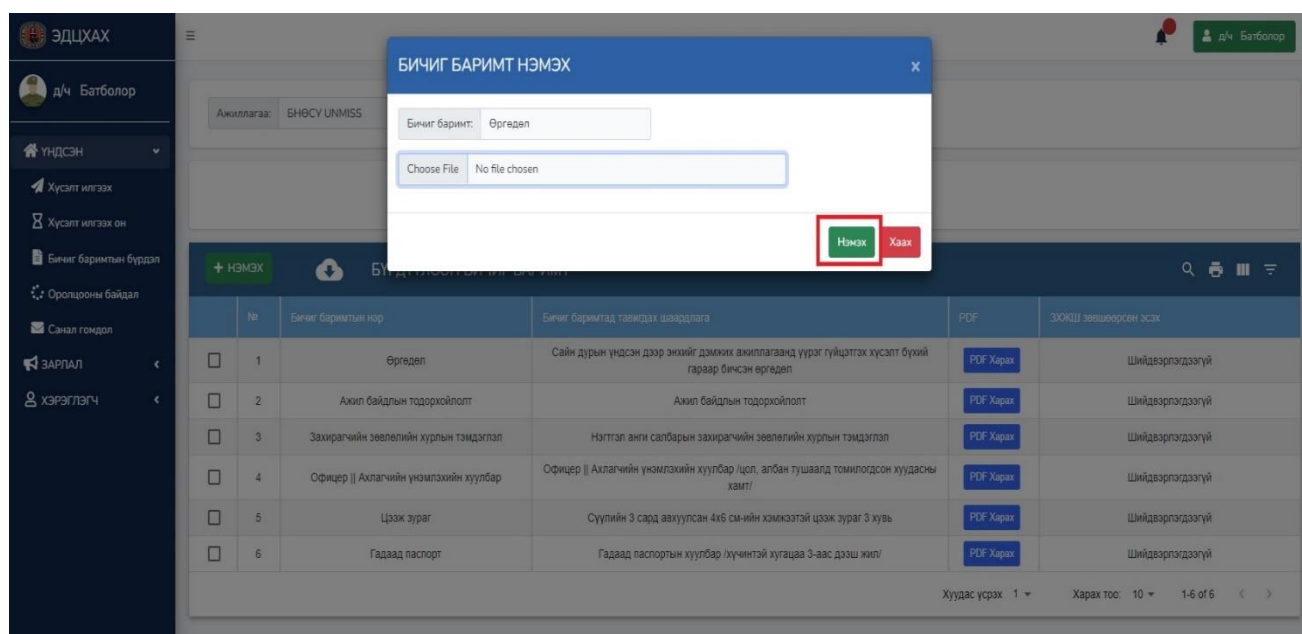 ЭДЦХАХ
д/ч Батболор
д/ч Батболор
ҮНДСЭН
Хүсэлт илгээх
Хүсэлт илгээх он
Бичиг баримтын бүрдэл
Оролцооны байдал
Санал гомдол
ЗАРЛАЛ
ХЭРЭГЛЭГЧ
Ажиллагаа: БНӨСУ UNMISS
БИЧИГ БАРИМТ НЭМЭХ
x
Бичиг баримт: Өргөдөл
Choose File No file chosen
Нэмэх Хаах
+ НЭМЭХ
№ Бичиг баримтын нэр Бичиг баримтад тавигдах шаардлага PDF ЗХЖШ зөвшөөрсөн эсэх
1 Өргөдөл Сайн дурын үндсэн дээр энхийг дэмжих ажиллагаанд үүрэг гүйцэтгэх хүсэлт бүхий
гараар бичсэн өргөдөл PDF Харах Шийдвэрлэгдээгүй
2 Ажил байдлын тодорхойлолт Ажил байдлын тодорхойлолт PDF Харах Шийдвэрлэгдээгүй
3 Захирагчийн зөвлөлийн хурлын тэмдэглэл Нэгтгэл анги салбарын захирагчийн зөвлөлийн хурлын тэмдэглэл PDF Харах Шийдвэрлэгдээгүй
4 Офицер || Ахлагчийн үнэмлэхийн хуулбар Офицер || Ахлагчийн үнэмлэхийн хуулбар /цол, албан тушаалд томилогдсон хуудасны
хамт/ PDF Харах Шийдвэрлэгдээгүй
5 Цээж зураг Сүүлийн 3 сард авхуулсан 4x6 см-ийн хэмжээтэй цээж зураг 3 хувь PDF Харах Шийдвэрлэгдээгүй
6 Гадаад паспорт Гадаад паспортын хуулбар /хүчинтэй хугацаа 3-аас дээш жил/ PDF Харах Шийдвэрлэгдээгүй
Хуудас үсрэх 1 Харах тоо: 10 1-6 of 6